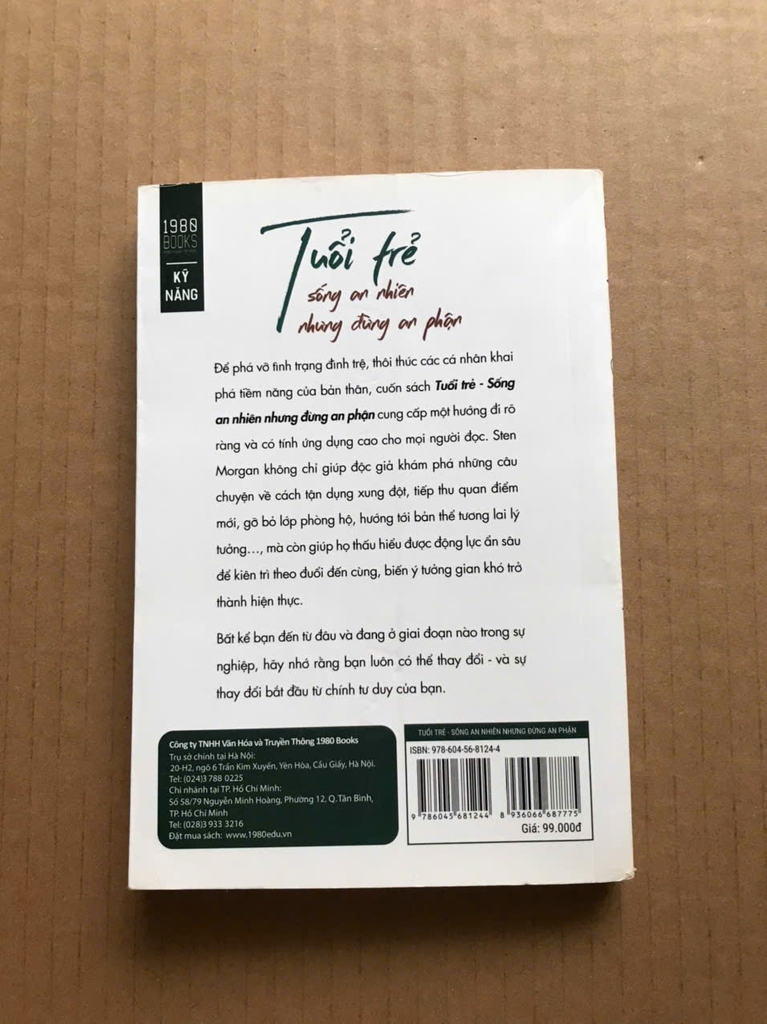 1980
BOOKS
KỸ
NĂNG
Tuổi trẻ
sống an nhiên
nhưng đừng an phận
Để phá vỡ tình trạng đình trệ, thôi thúc các cá nhân khai
phá tiềm năng của bản thân, cuốn sách Tuổi trẻ - Sống
an nhiên nhưng đừng an phận cung cấp một hướng đi rõ
ràng và có tính ứng dụng cao cho mọi người đọc. Sten
Morgan không chỉ giúp độc giả khám phá những câu
chuyện về cách tận dụng xung đột, tiếp thu quan điểm
mới, gỡ bỏ lớp phòng hộ, hướng tới bản thể tương lai lý
tưởng..., mà còn giúp họ thấu hiểu được động lực ẩn sâu
để kiên trì theo đuổi đến cùng, biến ý tưởng gian khó trở
thành hiện thực.
Bất kể bạn đến từ đâu và đang ở giai đoạn nào trong sự
nghiệp, hãy nhớ rằng bạn luôn có thể thay đổi - và sự
thay đổi bắt đầu từ chính tư duy của bạn.
Công ty TNHH Văn Hóa và Truyền Thông 1980 Books
Trụ sở chính tại Hà Nội:
20-H2, ngõ 6 Trần Kim Xuyến, Yên Hòa, Cầu Giấy, Hà Nội.
Tel: (024)3 788 0225
Chi nhánh tại TP. Hồ Chí Minh:
Số 58/79 Nguyễn Minh Hoàng, Phường 12, Q.Tân Bình,
TP. Hồ Chí Minh
Tel: (028)3 933 3216
Đặt mua sách: www.1980edu.vn
TUỔI TRẺ - SỐNG AN NHIÊN NHƯNG ĐỪNG AN PHẬN
ISBN: 978-604-56-8124-4
9 786045 681244
8 936066 687775
Giá: 99.000đ